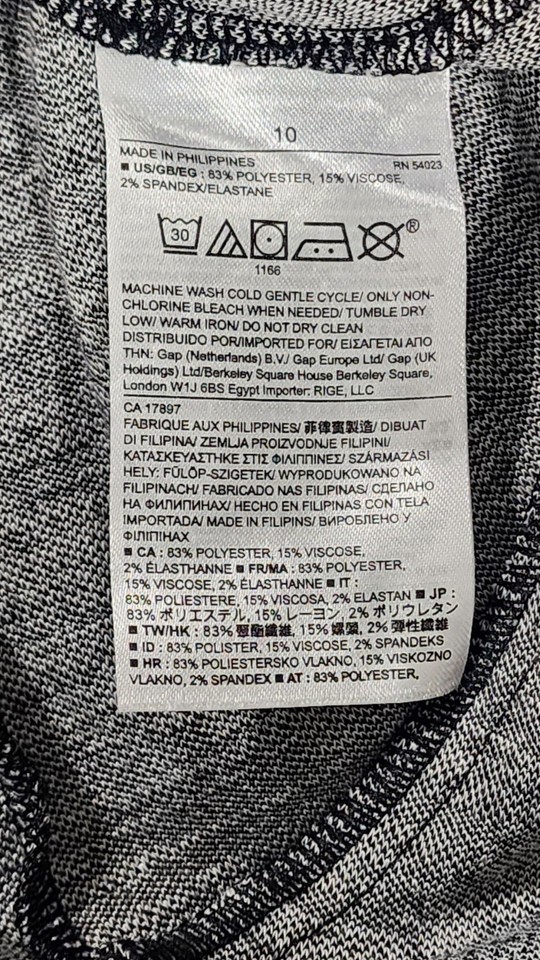 10
MADE IN PHILIPPINES RN 54023
■ US/GB/EG : 83% POLYESTER, 15% VISCOSE,
2% SPANDEX/ELASTANE
30 ®
1166
MACHINE WASH COLD GENTLE CYCLE/ ONLY NON-
CHLORINE BLEACH WHEN NEEDED/ TUMBLE DRY
LOW/ WARM IRON/ DO NOT DRY CLEAN
DISTRIBUIDO POR/IMPORTED FOR/ ΕΙΣΑΓΕΤΑΙ ΑΠΟ
ΤΗΝ: Gap (Netherlands) B.V./ Gap Europe Ltd/ Gap (UK
Holdings) Ltd/Berkeley Square House Berkeley Square,
London W1J 6BS Egypt Importer: RIGE, LLC
CA 17897
FABRIQUE AUX PHILIPPINES/ 菲律賓製造/ DIBUAT
DI FILIPINA/ ZEMLJA PROIZVODNJE FILIPINI/
ΚΑΤΑΣΚΕΥΑΣΤΗΚΕ ΣΤΙΣ ΦΙΛΙΠΠΙΝΕΣ/ SZÁRMAZÁSI
HELY: FÜLÖP-SZIGETEK/ WYPRODUKOWANO NA
FILIPINACH/ FABRICADO NAS FILIPINAS/ СДЕЛАНО
НА ФИЛИПИНАХ/ HECHO EN FILIPINAS CON TELA
IMPORTADA/ MADE IN FILIPINS/ ВИРОБЛЕНО У
ФІЛІПІНАХ
■ CA : 83% POLYESTER, 15% VISCOSE,
2% ÉLASTHANNE ■ FR/MA : 83% POLYESTER,
15% VISCOSE, 2% ÉLASTHANNE ■ IT :
83% POLIESTERE, 15% VISCOSA, 2% ELASTAN ■ JP :
83% ポリエステル, 15% レーヨン, 2% ポリウレタン
■ TW/HK : 83% 聚酯纖維, 15% 嫘縈, 2% 彈性纖維
■ ID : 83% POLISTER, 15% VISCOSE, 2% SPANDEKS
■ HR : 83% POLIESTERSKO VLAKNO, 15% VISKOZNO
VLAKNO, 2% SPANDEX ■ AT : 83% POLYESTER,